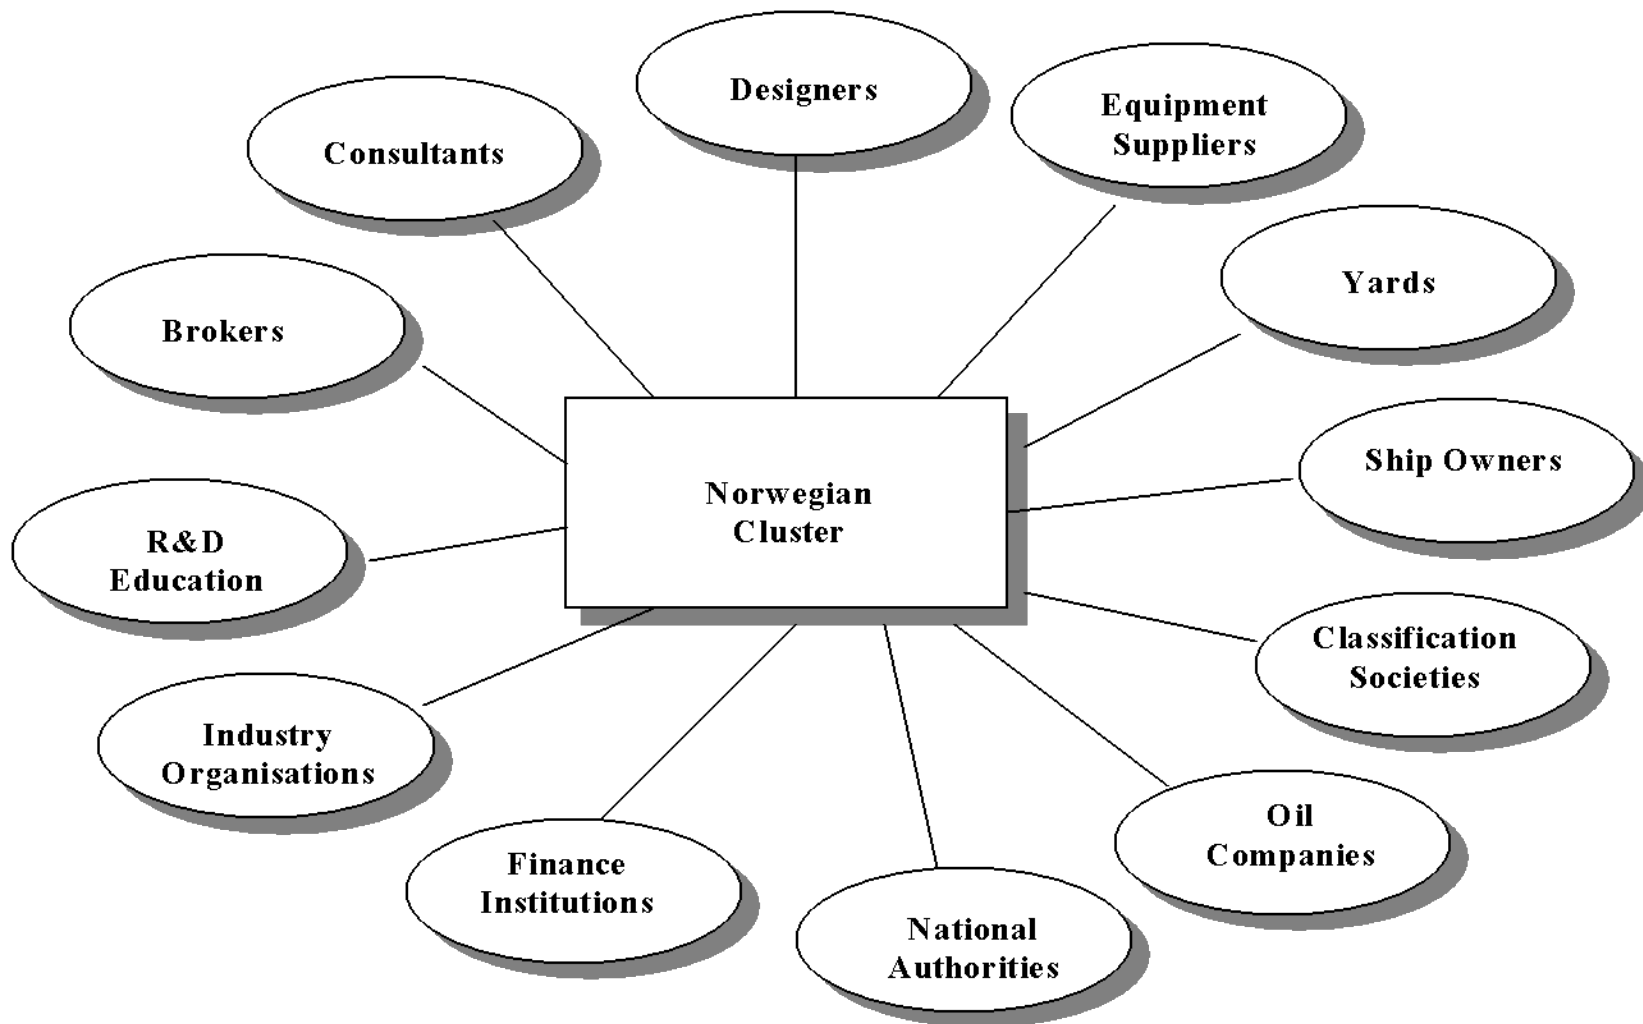 Designers
Equipment
Suppliers
Consultants
Yards
Brokers
Ship Owners
Norwegian
Cluster
R&D
Education
Classification
Societies
Industry
Organisations
Oil
Companies
Finance
Institutions
National
Authorities